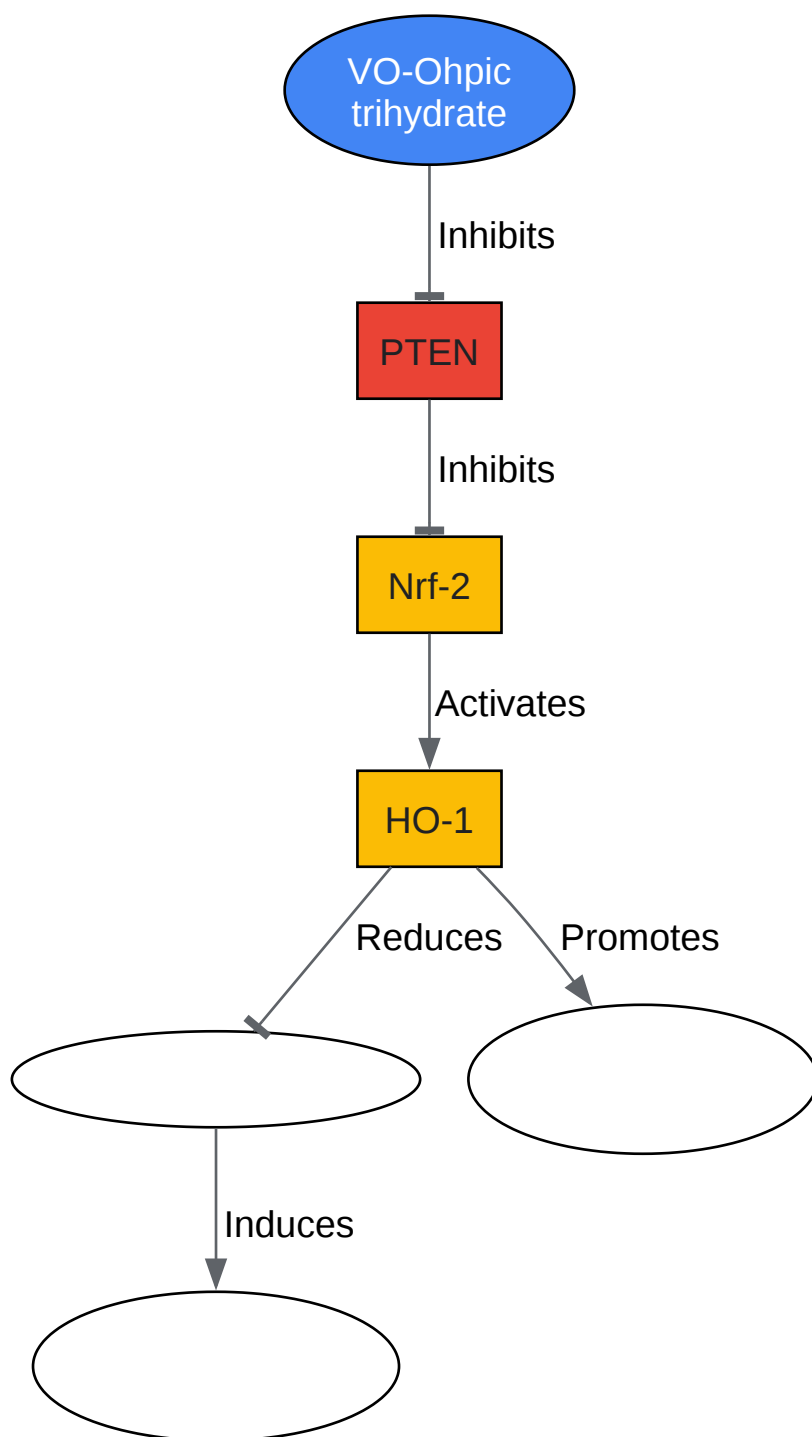 VO-Ohpic
trihydrate
Inhibits
PTEN
Inhibits
Nrf-2
Activates
HO-1
Reduces
Promotes
Induces